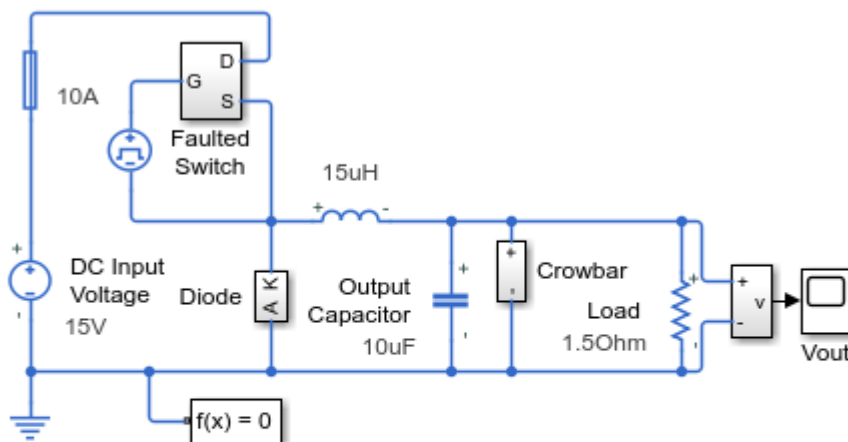 D
G
S
10A
Faulted
Switch
15uH
+
-
+
-
DC Input
Voltage
15V
Diode
A K
Output
Capacitor
10uF
+
-
+
-
Crowbar
Load
1.5Ohm
+
-
+
-
v
Vout
f(x) = 0